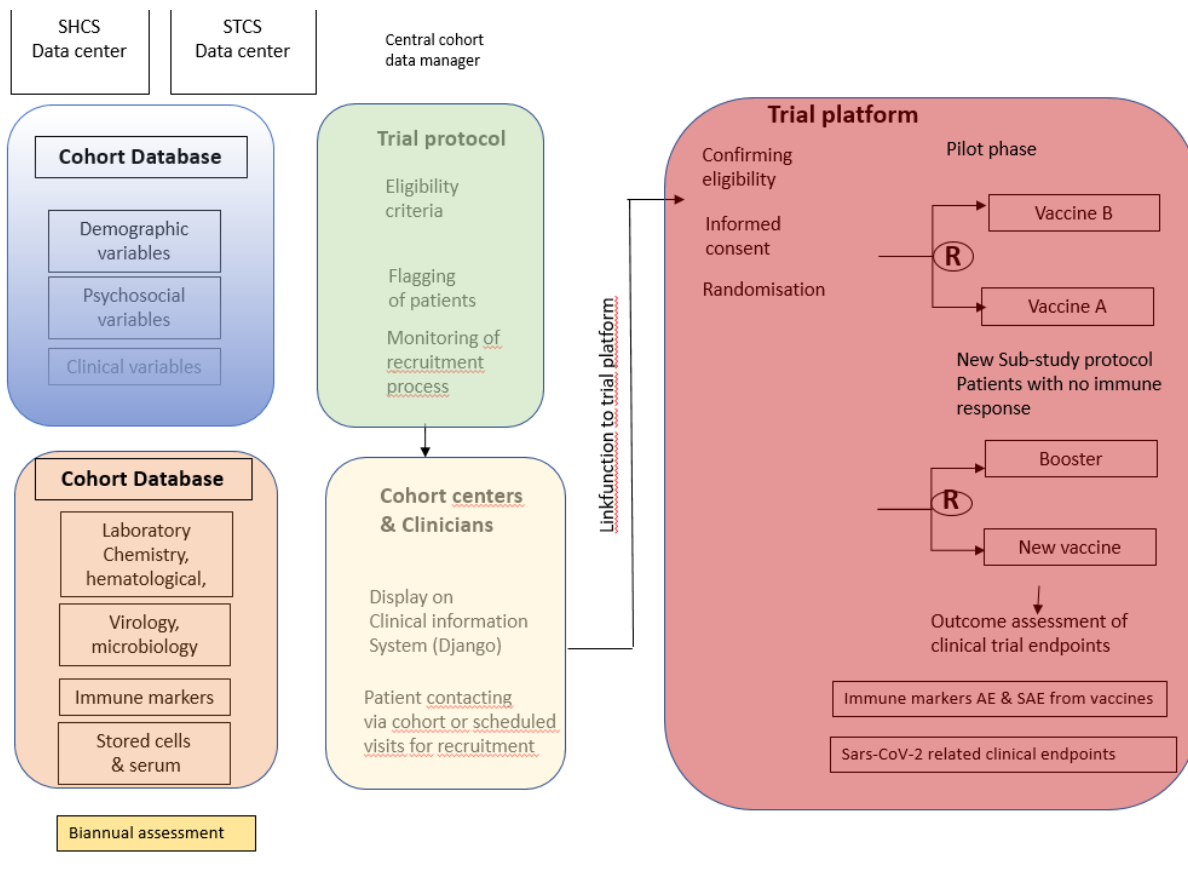 SHCS
Data center
STCS
Data center
Central cohort
data manager
Cohort Database
Demographic
variables
Psychosocial
variables
Clinical variables
Cohort Database
Laboratory
Chemistry,
hematological,
Virology,
microbiology
Immune markers
Stored cells
& serum
Biannual assessment
Trial protocol
Eligibility
criteria
Flagging
of patients
Monitoring of
recruitment
process
Cohort centers
& Clinicians
Display on
Clinical information
System (Django)
Patient contacting
via cohort or scheduled
visits for recruitment
Linkfunction to trial platform
Trial platform
Confirming
eligibility
Informed
consent
Randomisation
Pilot phase
Vaccine B
R
Vaccine A
New Sub-study protocol
Patients with no immune
response
Booster
R
New vaccine
Outcome assessment of
clinical trial endpoints
Immune markers AE & SAE from vaccines
Sars-CoV-2 related clinical endpoints